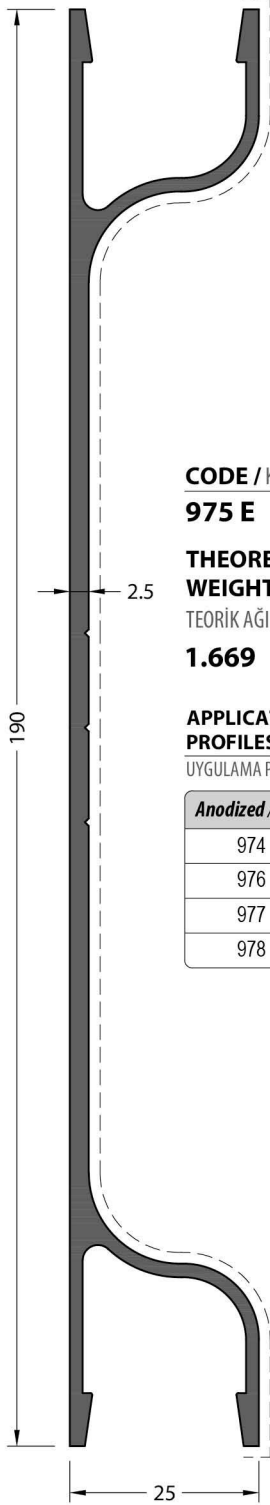 190
2.5
CODE /
975 E
THEORE
WEIGHT
TEORİK AĞI
1.669
APPLICA
PROFILES
UYGULAMA
Anodized /
974
976
977
978
25